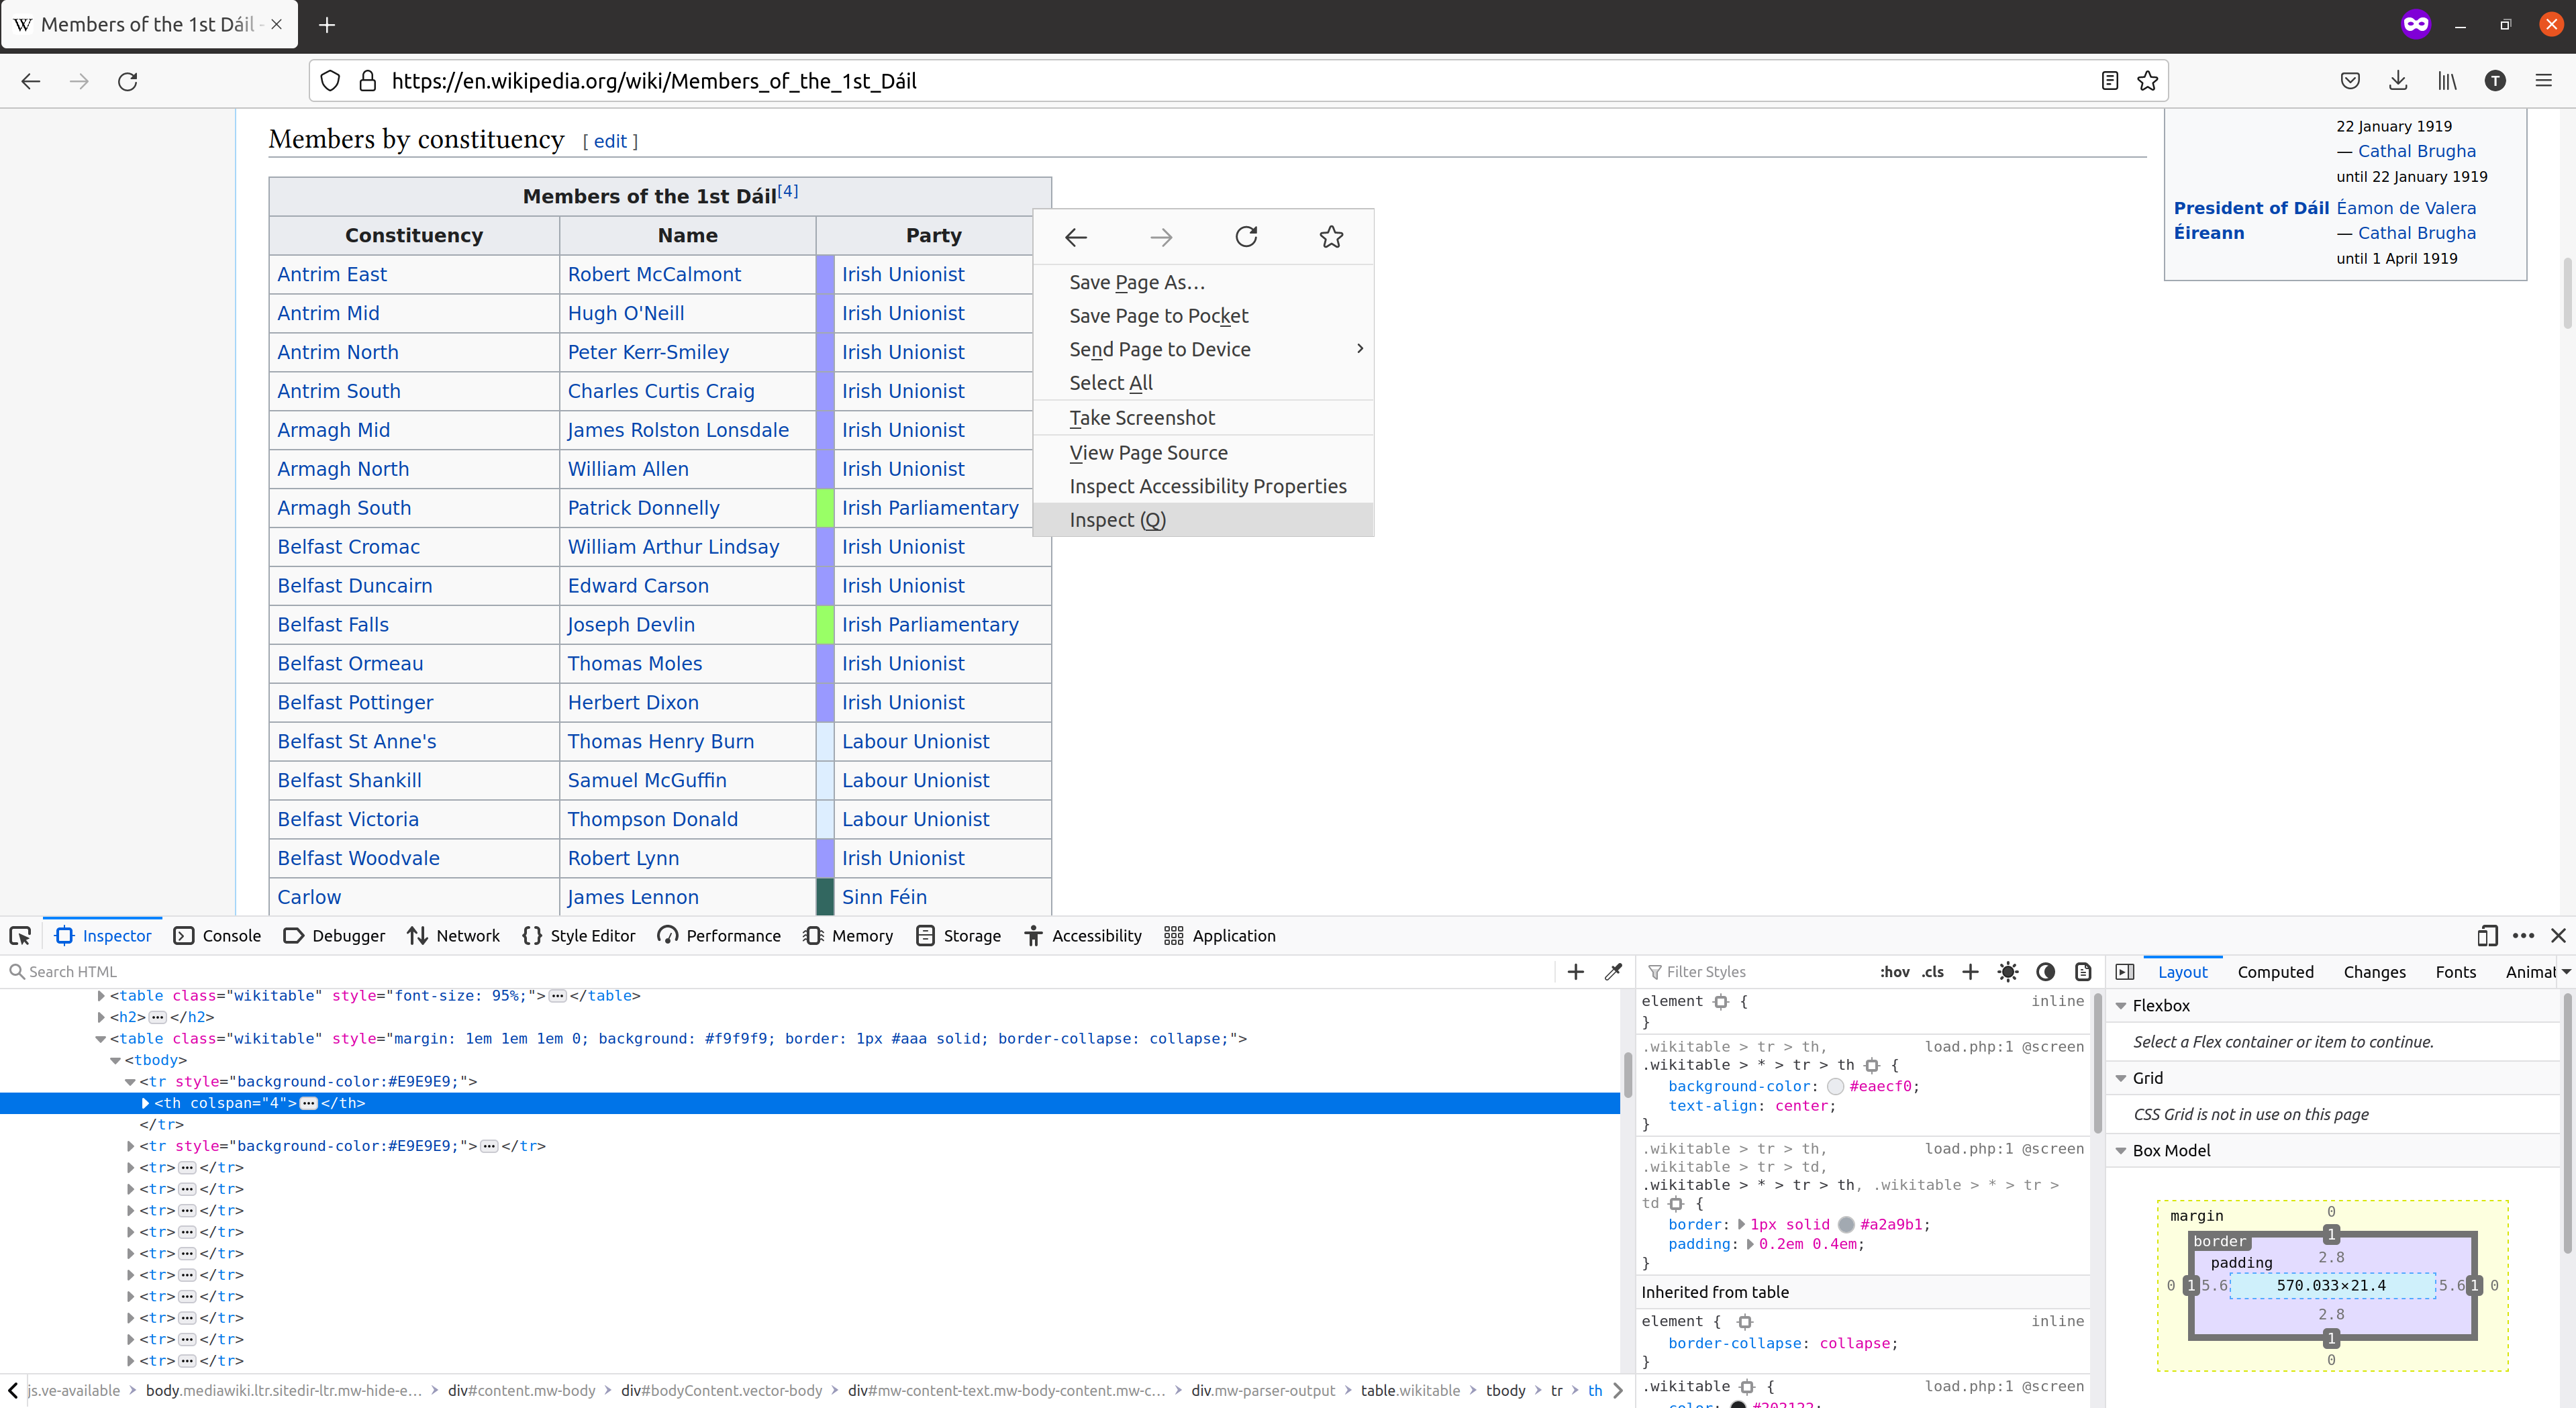 Members of the 1st Dáil -
https://en.wikipedia.org/wiki/Members_of_the_1st_Dáil
T
Members by constituency [ edit ]
Members of the 1st Dáil[4]
Constituency Name Party
Antrim East Robert McCalmont Irish Unionist
Antrim Mid Hugh O'Neill Irish Unionist
Antrim North Peter Kerr-Smiley Irish Unionist
Antrim South Charles Curtis Craig Irish Unionist
Armagh Mid James Rolston Lonsdale Irish Unionist
Armagh North William Allen Irish Unionist
Armagh South Patrick Donnelly Irish Parliamentary
Belfast Cromac William Arthur Lindsay Irish Unionist
Belfast Duncairn Edward Carson Irish Unionist
Belfast Falls Joseph Devlin Irish Parliamentary
Belfast Ormeau Thomas Moles Irish Unionist
Belfast Pottinger Herbert Dixon Irish Unionist
Belfast St Anne's Thomas Henry Burn Labour Unionist
Belfast Shankill Samuel McGuffin Labour Unionist
Belfast Victoria Thompson Donald Labour Unionist
Belfast Woodvale Robert Lynn Irish Unionist
Carlow James Lennon Sinn Féin
Save Page As…
Save Page to Pocket
Send Page to Device
Select All
Take Screenshot
View Page Source
Inspect Accessibility Properties
Inspect (Q)
22 January 1919
— Cathal Brugha
until 22 January 1919
President of Dáil Éamon de Valera
Éireann — Cathal Brugha
until 1 April 1919
Inspector Console Debugger Network Style Editor Performance Memory Storage Accessibility Application
Search HTML
<table class="wikitable" style="font-size: 95%;"></table>
<h2></h2>
<table class="wikitable" style="margin: 1em 1em 1em 0; background: #f9f9f9; border: 1px #aaa solid; border-collapse: collapse;">
<tbody>
<tr style="background-color:#E9E9E9;">
<th colspan="4"></th>
</tr>
<tr style="background-color:#E9E9E9;"></tr>
<tr></tr>
<tr></tr>
<tr></tr>
<tr></tr>
<tr></tr>
<tr></tr>
<tr></tr>
<tr></tr>
<tr></tr>
<tr></tr>
js.ve-available body.mediawiki.ltr.sitedir-ltr.mw-hide-e… div#content.mw-body div#bodyContent.vector-body div#mw-content-text.mw-body-content.mw-c… div.mw-parser-output table.wikitable tbody tr th
Filter Styles :hov .cls
element { inline
}
.wikitable > tr > th, load.php:1 @screen
.wikitable > * > tr > th {
background-color: #eaecf0;
text-align: center;
}
.wikitable > tr > th, load.php:1 @screen
.wikitable > tr > td,
.wikitable > * > tr > th, .wikitable > * > tr >
td {
border: 1px solid #a2a9b1;
padding: 0.2em 0.4em;
}
Inherited from table
element { inline
border-collapse: collapse;
}
.wikitable { load.php:1 @screen
color: #202122;
Layout Computed Changes Fonts Animat
Flexbox
Select a Flex container or item to continue.
Grid
CSS Grid is not in use on this page
Box Model
margin 0
border 1
padding 2.8
0 1 5.6 570.033×21.4 5.6 1 0
2.8
1
0